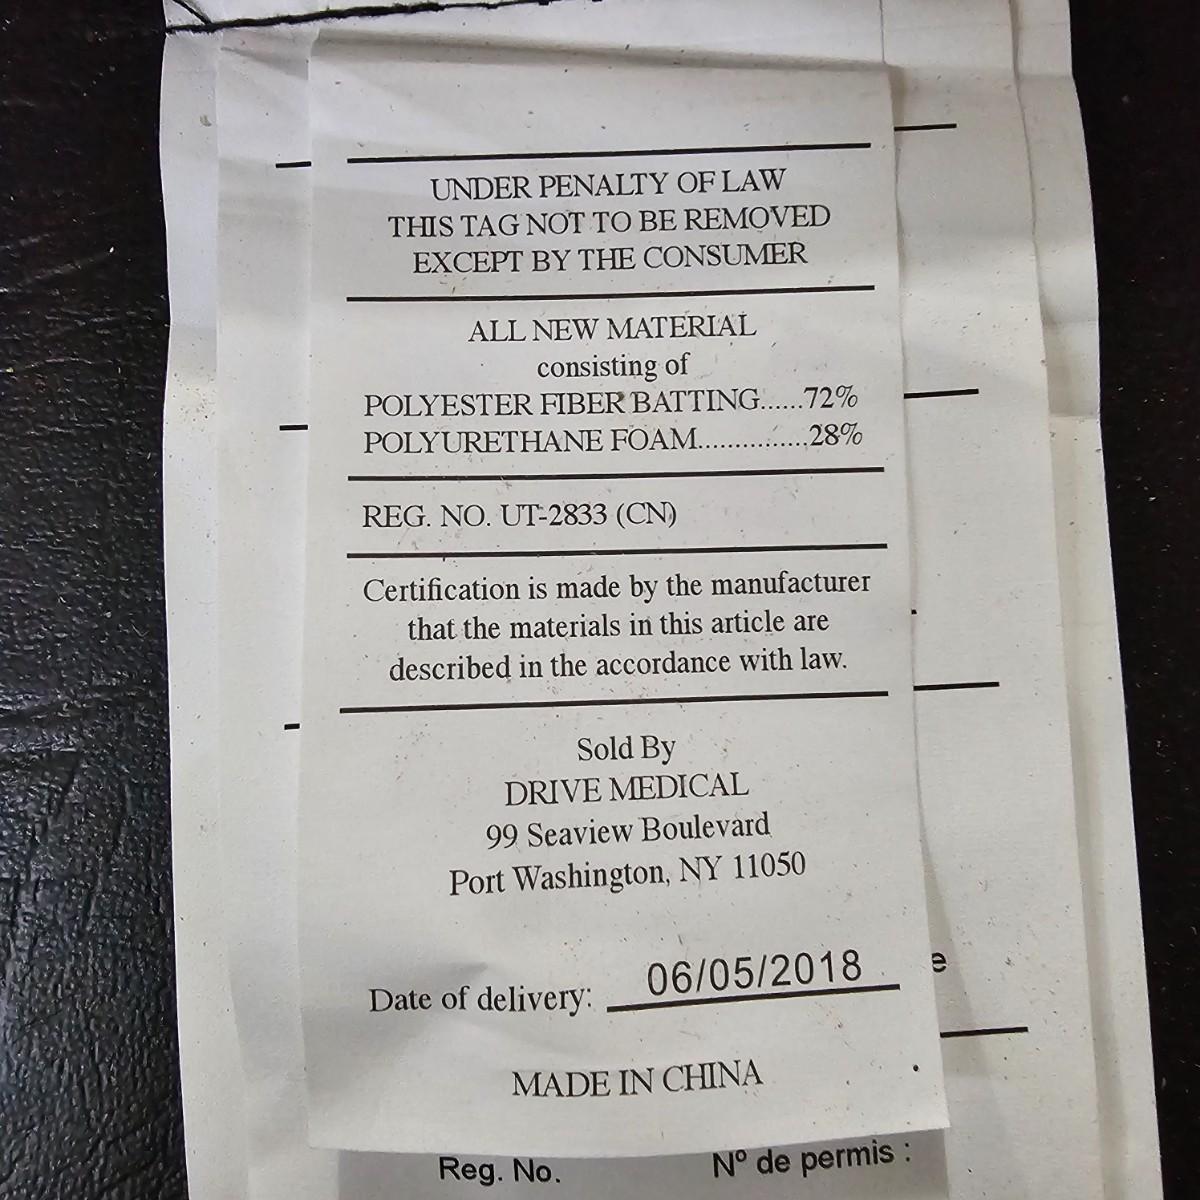 UNDER PENALTY OF LAW
THIS TAG NOT TO BE REMOVED
EXCEPT BY THE CONSUMER
ALL NEW MATERIAL
consisting of
POLYESTER FIBER BATTING......72%
POLYURETHANE FOAM..............28%
REG. NO. UT-2833 (CN)
Certification is made by the manufacturer
that the materials in this article are
described in the accordance with law.
Sold By
DRIVE MEDICAL
99 Seaview Boulevard
Port Washington, NY 11050
Date of delivery: 06/05/2018
e
MADE IN CHINA
Reg. No. Nº de permis :